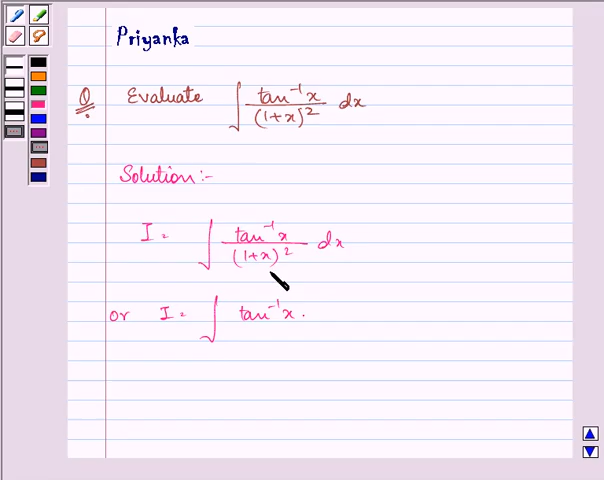 Priyanka
Q. Evaluate ∫ tan⁻¹x / (1+x)² dx
Solution:-
I = ∫ tan⁻¹x / (1+x)² dx
or I = ∫ tan⁻¹x .